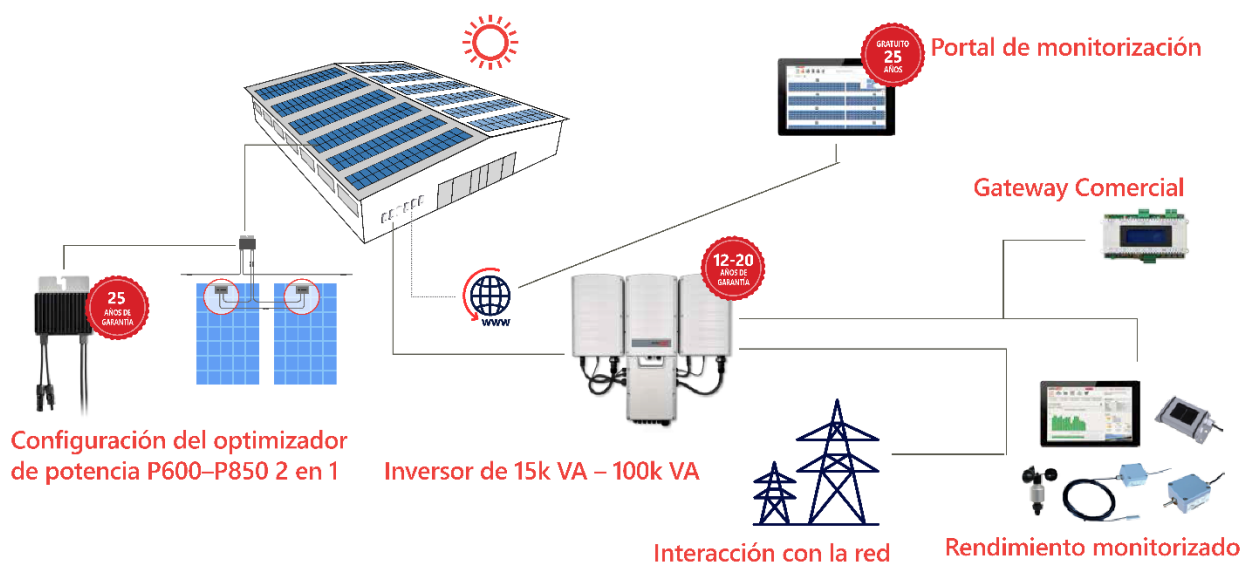 GRATUITO
25
AÑOS
Portal de monitorización
Gateway Comercial
12-20
AÑOS DE
GARANTÍA
25
AÑOS DE
GARANTÍA
www
Configuración del optimizador
de potencia P600–P850 2 en 1
Inversor de 15k VA – 100k VA
Interacción con la red
Rendimiento monitorizado